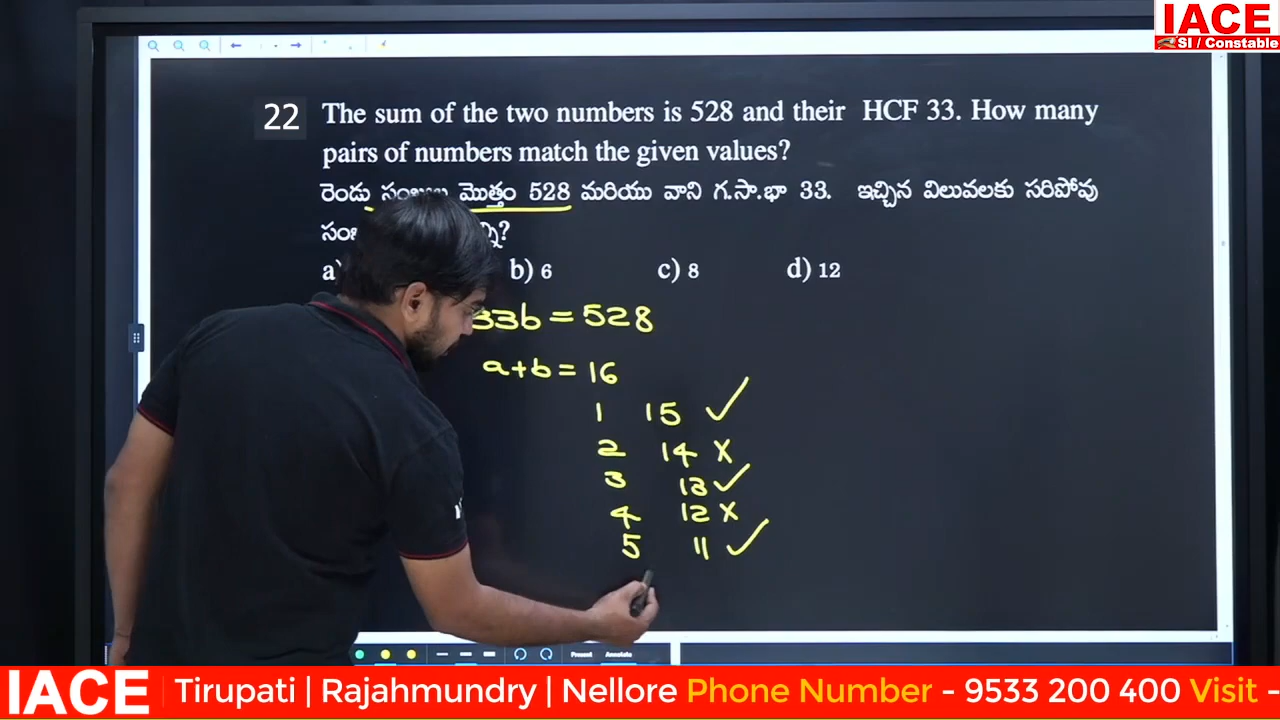 IACE
SI / Constable
22 The sum of the two numbers is 528 and their HCF 33. How many
pairs of numbers match the given values?
రెండు మొత్తం 528 మరియు వాని గ.సా.భా 33. ఇచ్చిన విలువలకు సరిపోవు
a) b) 6 c) 8 d) 12
33b = 528
a+b = 16
1 15 ✓
2 14 X
3 13 ✓
4 12 X
5 11 ✓
Present Annotate
IACE Tirupati | Rajahmundry | Nellore Phone Number - 9533 200 400 Visit -